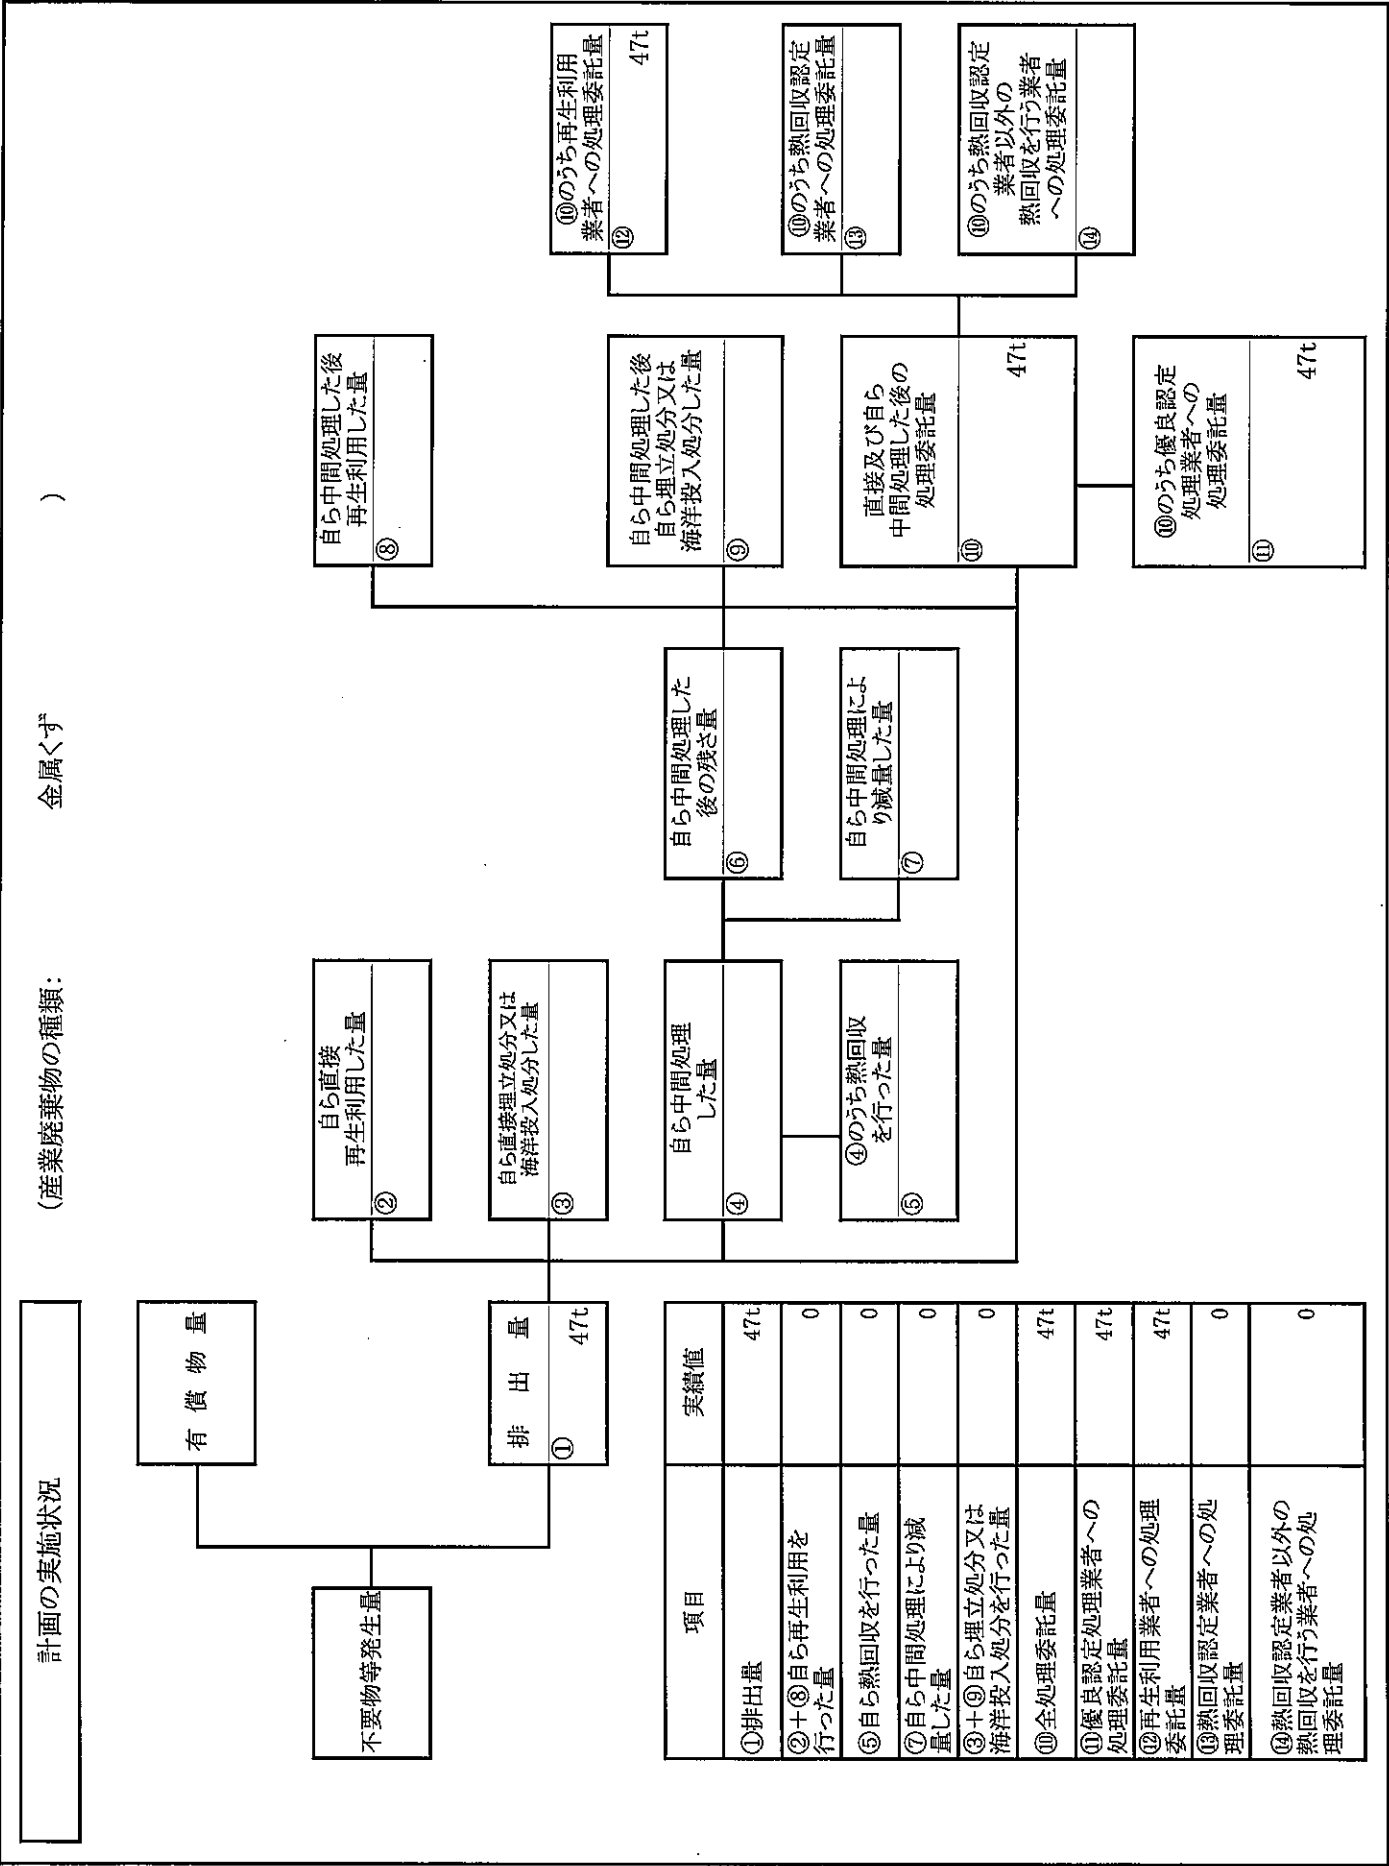 計画の実施状況
(産業廃棄物の種類: 金属くず )
不要物等発生量
有償物量
排出量
① 47t
自ら直接
再生利用した量
②
自ら直接埋立処分又は
海洋投入処分した量
③
自ら中間処理
した量
④
④のうち熱回収
を行った量
⑤
自ら中間処理した
後の残さ量
⑥
自ら中間処理によ
り減量した量
⑦
自ら中間処理した後
再生利用した量
⑧
自ら中間処理した後
自ら埋立処分又は
海洋投入処分した量
⑨
直接及び自ら
中間処理した後の
処理委託量
⑩ 47t
⑩のうち優良認定
処理業者への
処理委託量
⑪ 47t
⑩のうち再生利用
業者への処理委託量
⑫ 47t
⑩のうち熱回収認定
業者への処理委託量
⑬
⑩のうち熱回収認定
業者以外の
熱回収を行う業者
への処理委託量
⑭
項目 実績値
①排出量 47t
②+⑧自ら再生利用を
行った量 0
⑤自ら熱回収を行った量 0
⑦自ら中間処理により減
量した量 0
③+⑨自ら埋立処分又は
海洋投入処分を行った量 0
⑩全処理委託量 47t
⑪優良認定処理業者への
処理委託量 47t
⑫再生利用業者への処理
委託量 47t
⑬熱回収認定業者への処
理委託量 0
⑭熱回収認定業者以外の
熱回収を行う業者への処
理委託量 0